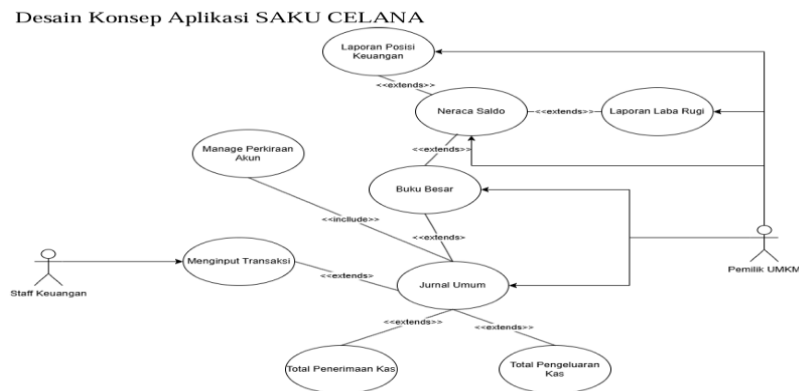 Desain Konsep Aplikasi SAKU CELANA
Laporan Posisi
Keuangan
<<extends>>
Neraca Saldo
<<extends>>
Laporan Laba Rugi
<<extends>>
Manage Perkiraan
Akun
Buku Besar
<<include>>
<<extends>
Menginput Transaksi
<<extends>
Jurnal Umum
Staff Keuangan
Pemilik UMKM
<<extends>>
<<extends>>
Total Penerimaan Kas
Total Pengeluaran
Kas